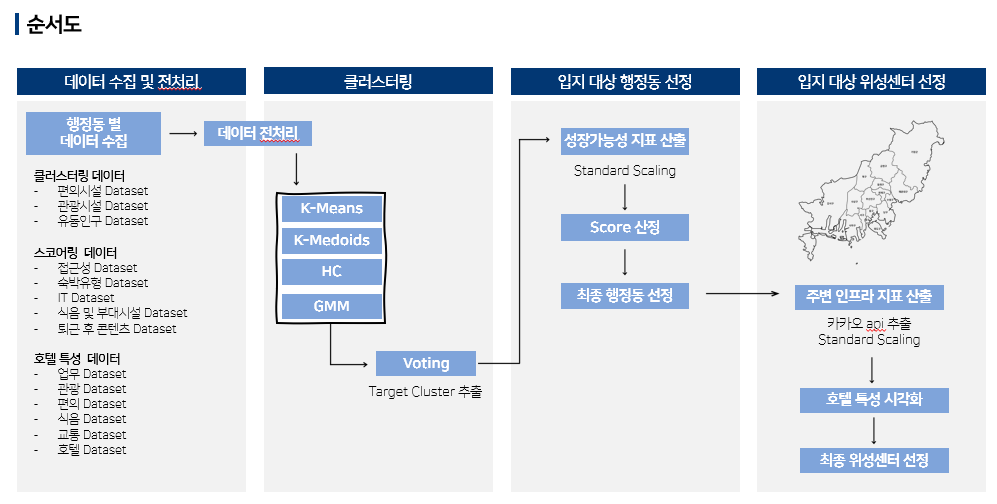 순서도
데이터 수집 및 전처리
행정동 별
데이터 수집
데이터 전처리
클러스터링 데이터
- 편의시설 Dataset
- 관광시설 Dataset
- 유동인구 Dataset
스코어링 데이터
- 접근성 Dataset
- 숙박유형 Dataset
- IT Dataset
- 식음 및 부대시설 Dataset
- 퇴근 후 콘텐츠 Dataset
호텔 특성 데이터
- 업무 Dataset
- 관광 Dataset
- 편의 Dataset
- 식음 Dataset
- 교통 Dataset
- 호텔 Dataset
클러스터링
K-Means
K-Medoids
HC
GMM
Voting
Target Cluster 추출
입지 대상 행정동 선정
성장가능성 지표 산출
Standard Scaling
Score 산정
최종 행정동 선정
입지 대상 위성센터 선정
주변 인프라 지표 산출
카카오 api 추출
Standard Scaling
호텔 특성 시각화
최종 위성센터 선정